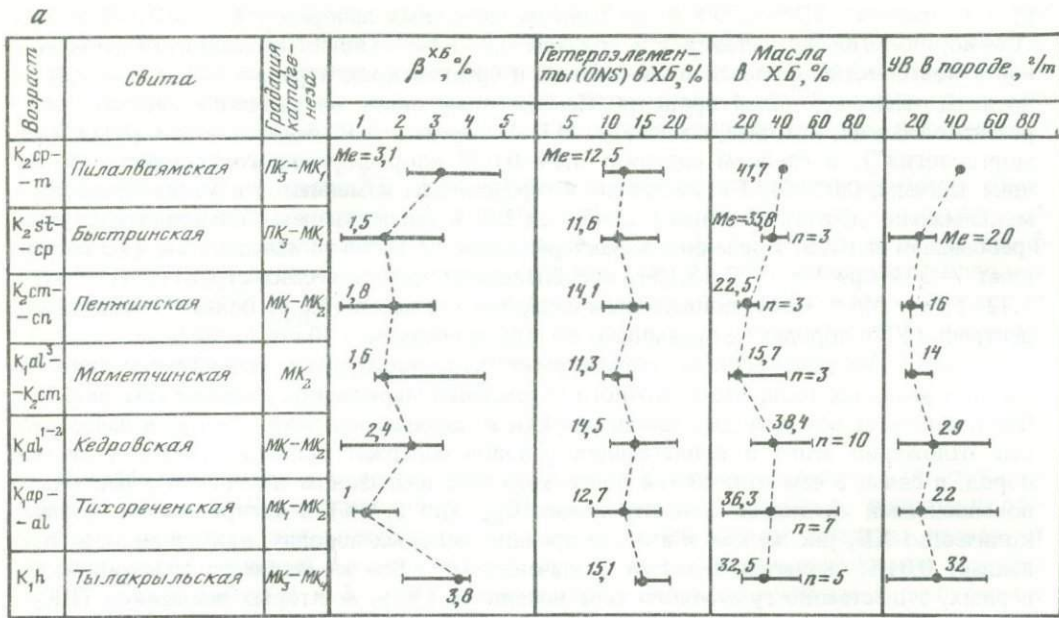 а
Возраст
Свита
Градация катагенеза
β^ХБ, %
1 2 3 4 5
Гетероэлемен-
ты (ONS) в ХБ, %
5 10 15 20
Масла
в ХБ, %
20 40 60 80
УВ в породе, г/т
20 40 60 80
K₂cp-
m
Пилалваямская
ПК₃–МК₁
Me=3,1
Me=12,5
41,7
K₂st-
-cp
Быстринская
ПК₃–МК₁
1,5
11,6
Me=35,8
n=3
Me=20
K₂cm-
-cn
Пенжинская
МК₁–МК₂
1,8
14,1
22,5
n=3
16
K₁al³-
-K₂cm
Маметчинская
МК₂
1,6
11,3
15,7
n=3
14
K₁al¹⁻²
Кедровская
МК₁–МК₂
2,4
14,5
38,4
n=10
29
K₁ap-
-al
Тихореченская
МК₁–МК₂
1
12,7
36,3
n=7
22
K₁h
Тылакрыльская
МК₁–МК₂
3,8
15,1
32,5
n=5
32